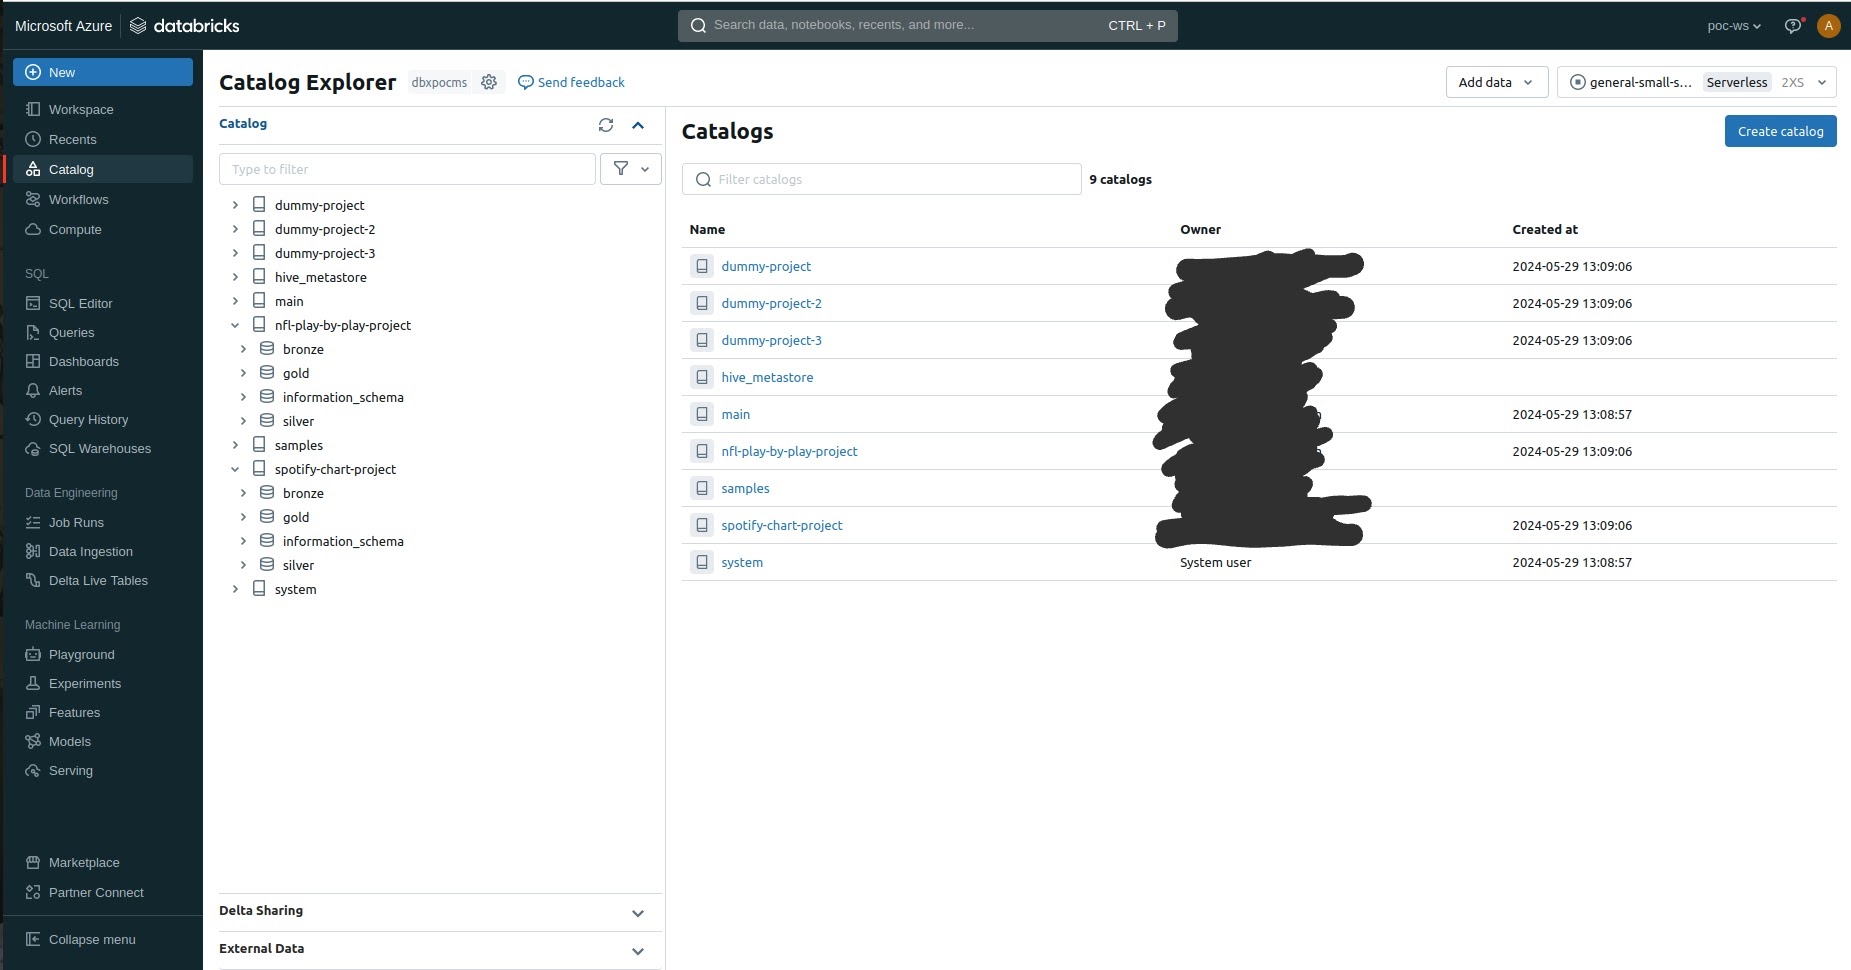 Microsoft Azure databricks
Search data, notebooks, recents, and more... CTRL + P
poc-ws
A
New
Workspace
Recents
Catalog
Workflows
Compute
SQL
SQL Editor
Queries
Dashboards
Alerts
Query History
SQL Warehouses
Data Engineering
Job Runs
Data Ingestion
Delta Live Tables
Machine Learning
Playground
Experiments
Features
Models
Serving
Marketplace
Partner Connect
Collapse menu
Catalog Explorer dbxpocms Send feedback
Add data general-small-s... Serverless 2XS
Catalog
Type to filter
dummy-project
dummy-project-2
dummy-project-3
hive_metastore
main
nfl-play-by-play-project
bronze
gold
information_schema
silver
samples
spotify-chart-project
bronze
gold
information_schema
silver
system
Delta Sharing
External Data
Catalogs
Create catalog
Filter catalogs 9 catalogs
Name Owner Created at
dummy-project 2024-05-29 13:09:06
dummy-project-2 2024-05-29 13:09:06
dummy-project-3 2024-05-29 13:09:06
hive_metastore
main 2024-05-29 13:08:57
nfl-play-by-play-project 2024-05-29 13:09:06
samples
spotify-chart-project 2024-05-29 13:09:06
system System user 2024-05-29 13:08:57